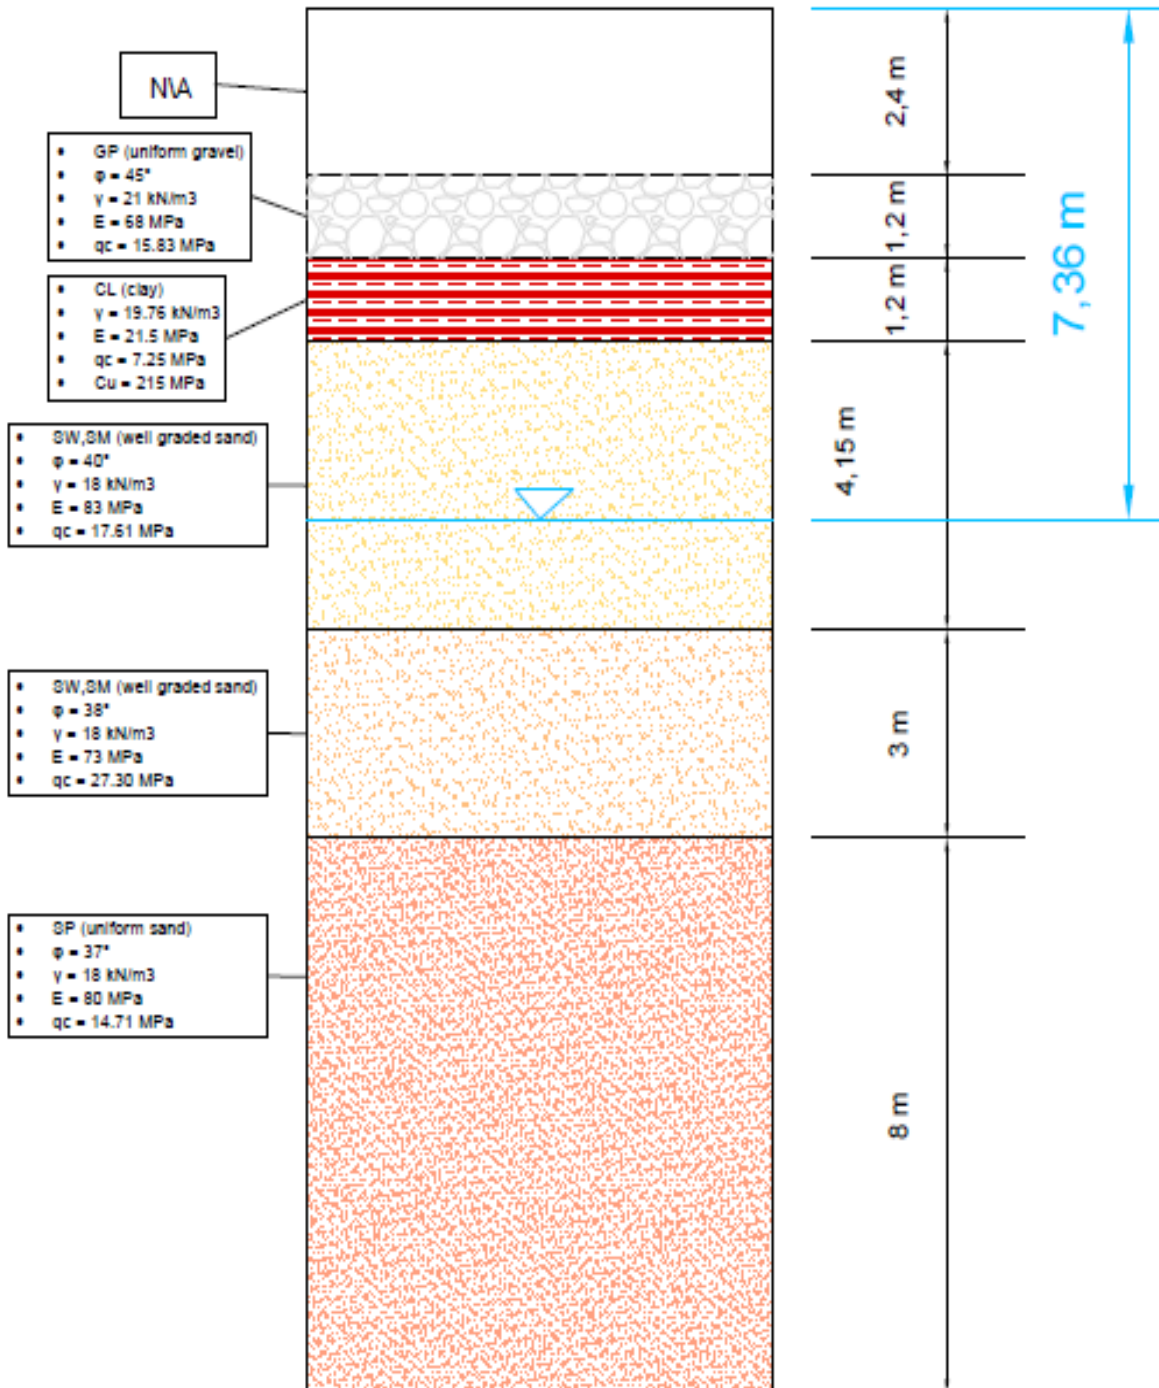 N\A
• GP (uniform gravel)
• φ = 45°
• γ = 21 kN/m3
• E = 68 MPa
• qc = 15.83 MPa
• CL (clay)
• γ = 19.76 kN/m3
• E = 21.5 MPa
• qc = 7.25 MPa
• Cu = 215 MPa
• SW,SM (well graded sand)
• φ = 40°
• γ = 18 kN/m3
• E = 83 MPa
• qc = 17.61 MPa
• SW,SM (well graded sand)
• φ = 38°
• γ = 18 kN/m3
• E = 73 MPa
• qc = 27.30 MPa
• SP (uniform sand)
• φ = 37°
• γ = 18 kN/m3
• E = 80 MPa
• qc = 14.71 MPa
2,4 m
1,2 m
1,2 m
4,15 m
3 m
8 m
7,36 m